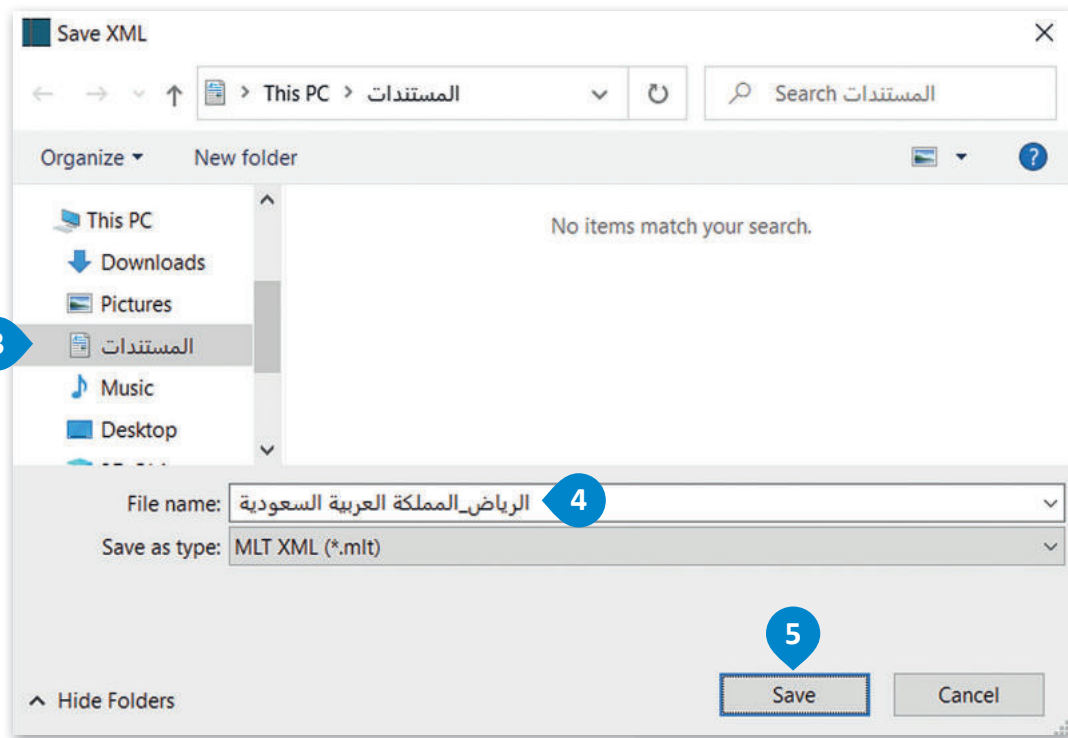 Save XML
This PC > المستندات
Search المستندات
Organize
New folder
This PC
Downloads
Pictures
المستندات
Music
Desktop
No items match your search.
3
File name: الرياض_المملكة العربية السعودية
4
Save as type: MLT XML (*.mlt)
5
Hide Folders
Save
Cancel